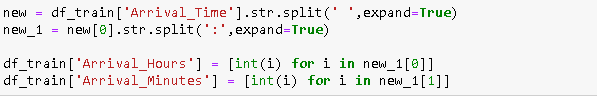 new = df_train['Arrival_Time'].str.split(' ',expand=True)
new_1 = new[0].str.split(':',expand=True)
df_train['Arrival_Hours'] = [int(i) for i in new_1[0]]
df_train['Arrival_Minutes'] = [int(i) for i in new_1[1]]